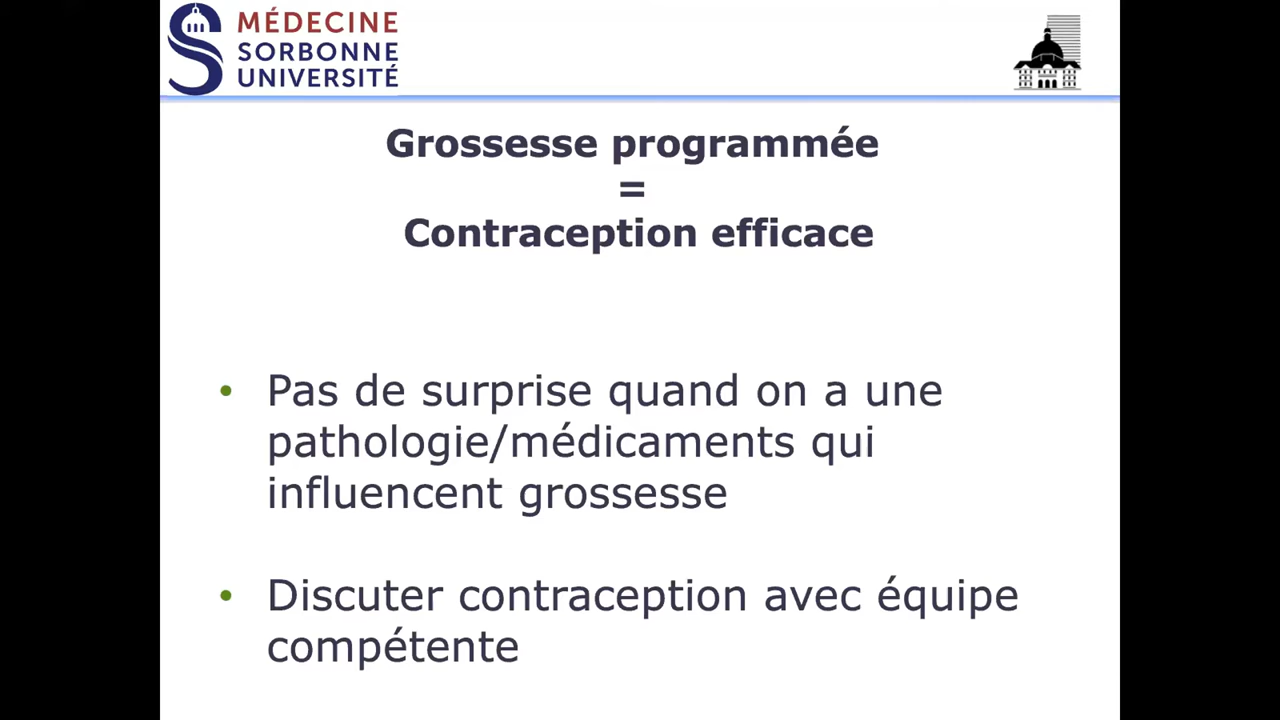 MÉDECINE
SORBONNE
UNIVERSITÉ
Grossesse programmée
=
Contraception efficace
• Pas de surprise quand on a une
pathologie/médicaments qui
influencent grossesse
• Discuter contraception avec équipe
compétente